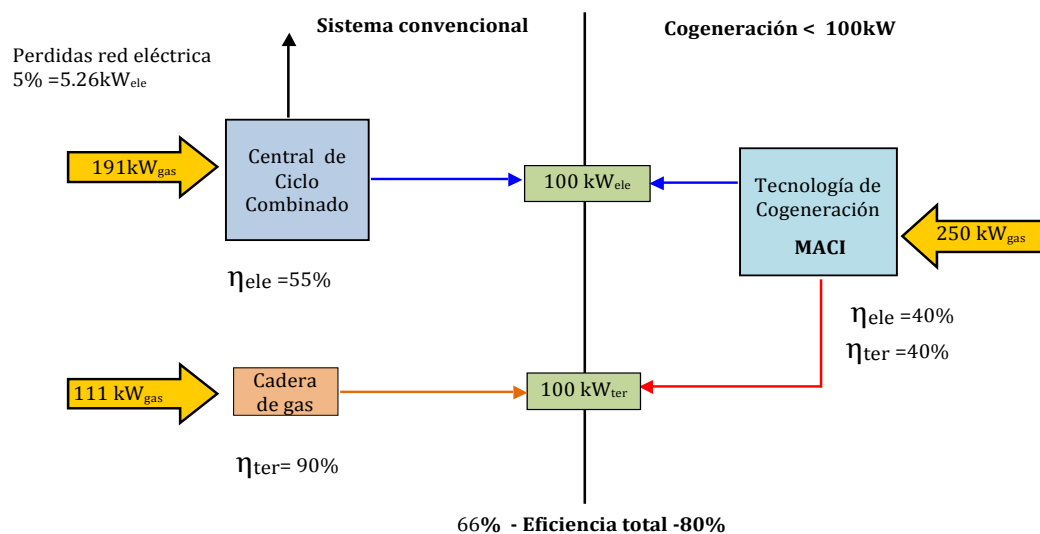 Sistema convencional
Cogeneración < 100kW
Perdidas red eléctrica
5% =5.26kWele
191kWgas
Central de
Ciclo
Combinado
100 kWele
Tecnología de
Cogeneración
MACI
250 kWgas
ηele =55%
ηele =40%
ηter =40%
111 kWgas
Cadera
de gas
100 kWter
ηter= 90%
66% - Eficiencia total -80%